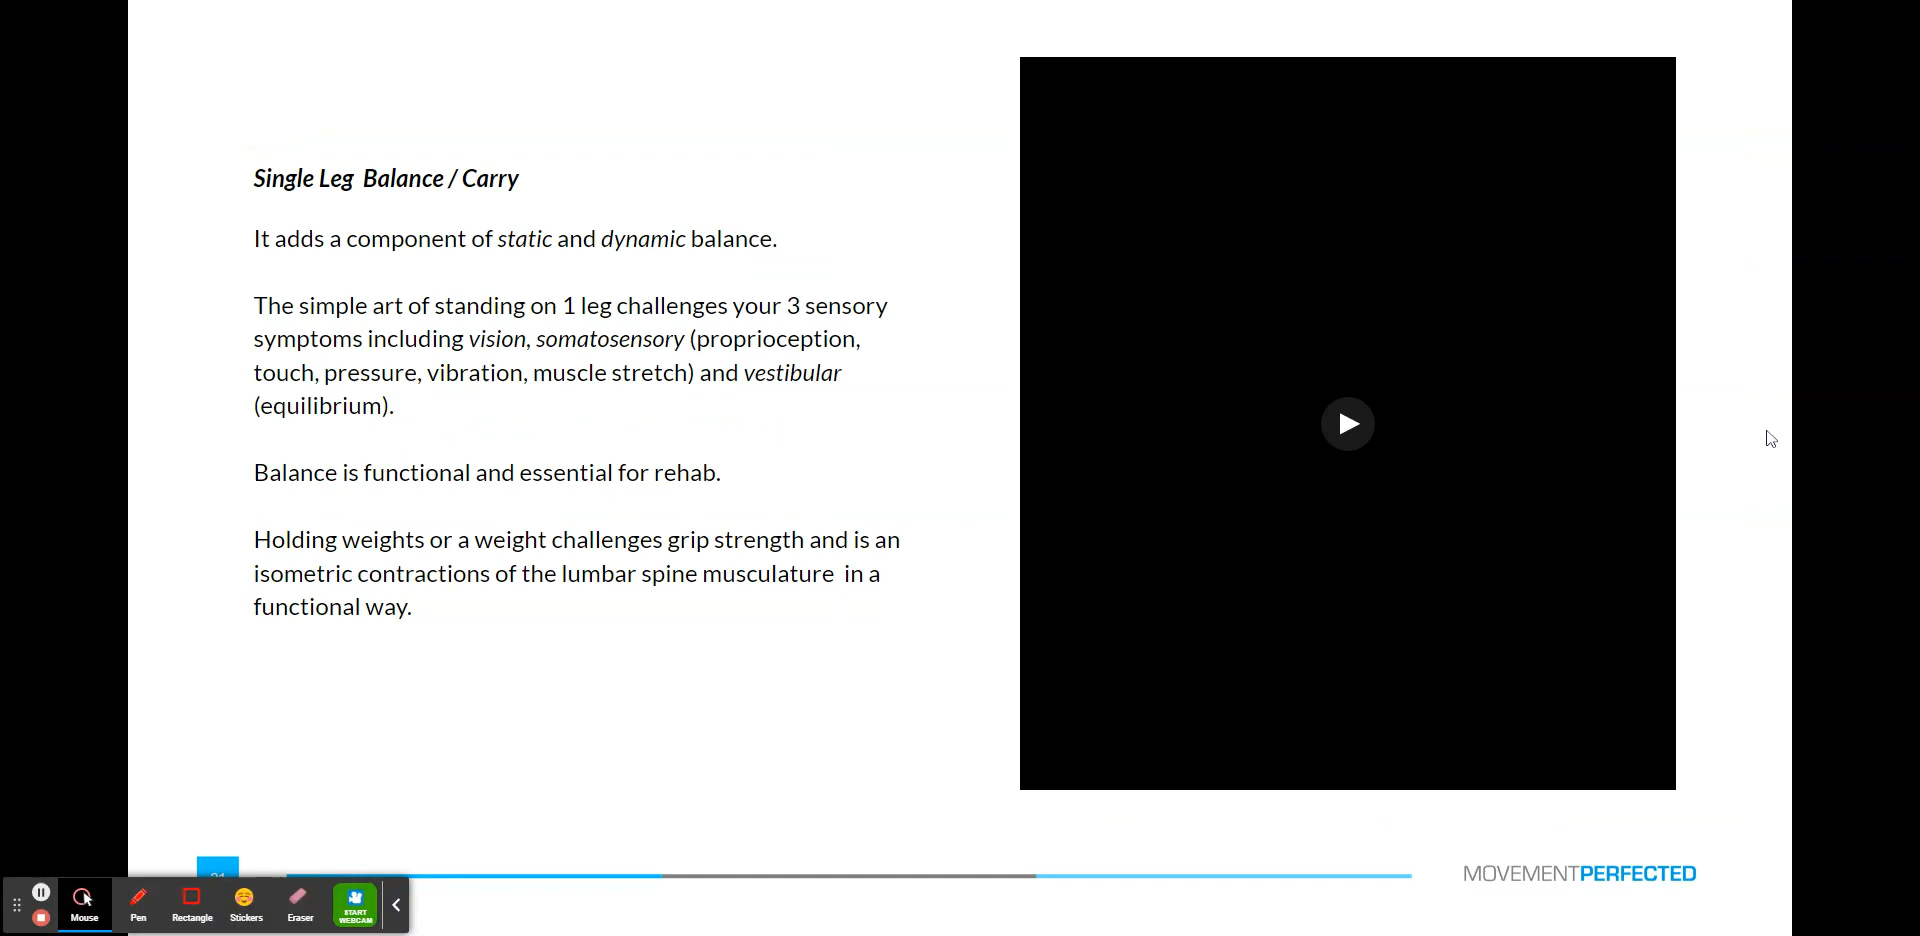 Single Leg  Balance / Carry
It adds a component of static and dynamic balance.
The simple art of standing on 1 leg challenges your 3 sensory
symptoms including vision, somatosensory (proprioception,
touch, pressure, vibration, muscle stretch) and vestibular
(equilibrium).
Balance is functional and essential for rehab.
Holding weights or a weight challenges grip strength and is an
isometric contractions of the lumbar spine musculature  in a
functional way.
MOVEMENTPERFECTED
Mouse Pen Rectangle Stickers Eraser START
WEBCAM